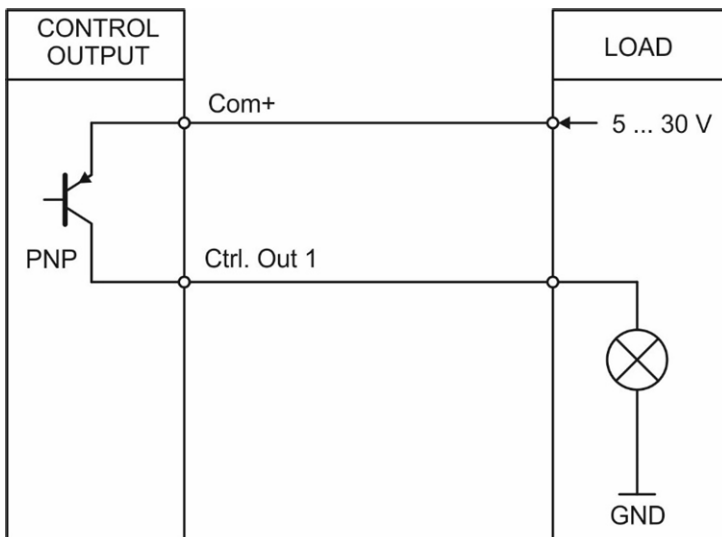 CONTROL
OUTPUT
LOAD
Com+
5 ... 30 V
PNP
Ctrl. Out 1
GND